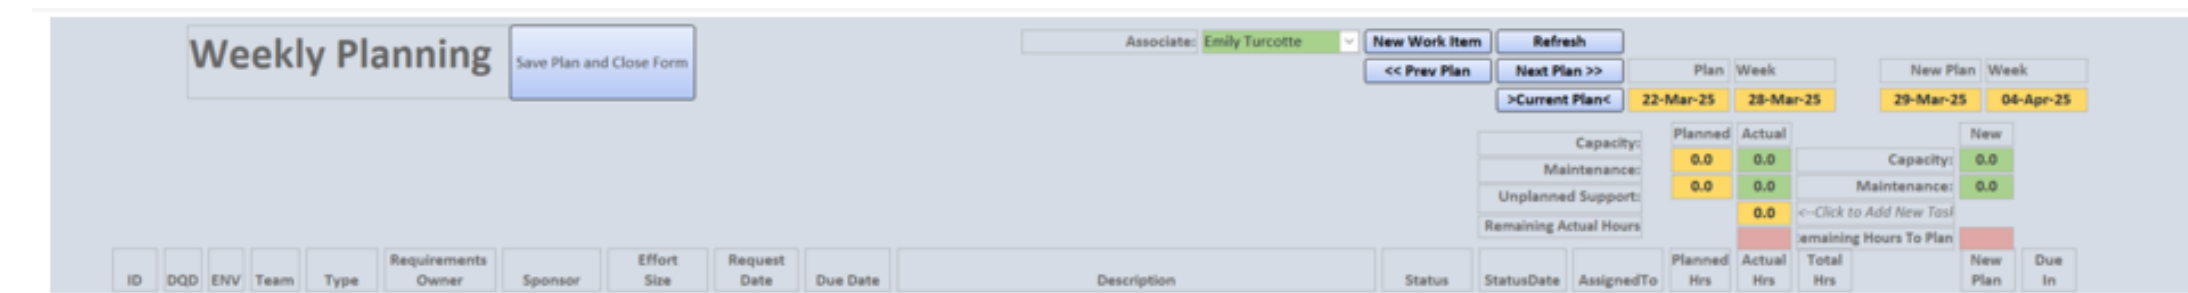 Weekly Planning
Save Plan and Close Form
Associate: Emily Turcotte
New Work Item
Refresh
<< Prev Plan
Next Plan >>
Plan Week
New Plan Week
>Current Plan<
22-Mar-25 28-Mar-25
29-Mar-25 04-Apr-25
Planned Actual
New
Capacity: 0.0 0.0
Capacity: 0.0
Maintenance: 0.0 0.0
Maintenance: 0.0
Unplanned Support: 0.0
<--Click to Add New Tas
Remaining Actual Hours
emaining Hours To Plan
ID DQD ENV Team Type Requirements Owner Sponsor Effort Size Request Date Due Date Description Status StatusDate AssignedTo Planned Hrs Actual Hrs Total Hrs New Plan Due In